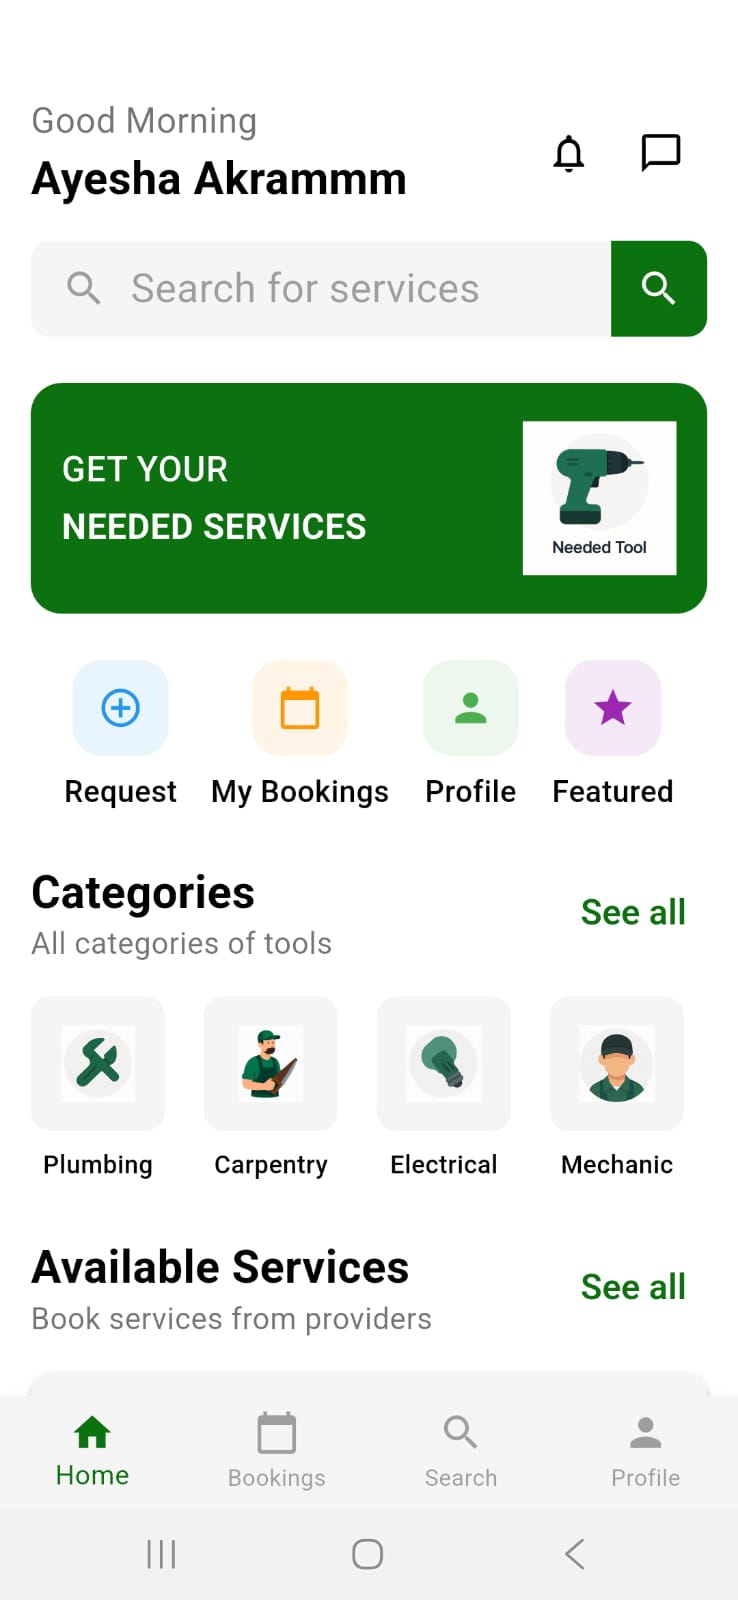 Good Morning
Ayesha Akrammm
Search for services
GET YOUR
NEEDED SERVICES
Needed Tool
Request
My Bookings
Profile
Featured
Categories
See all
All categories of tools
Plumbing
Carpentry
Electrical
Mechanic
Available Services
See all
Book services from providers
Home
Bookings
Search
Profile